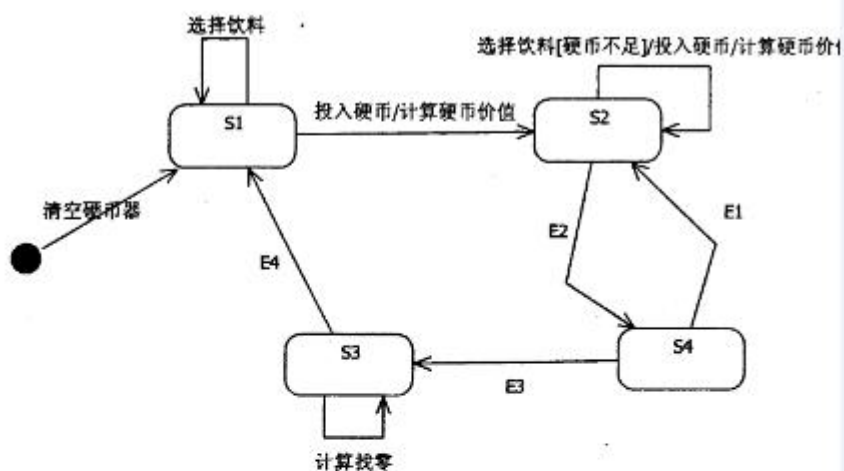 选择饮料
选择饮料[硬币不足]/投入硬币/计算硬币价
S1
投入硬币/计算硬币价值
S2
清空硬币器
E4
E2
E1
S3
E3
S4
计算找零